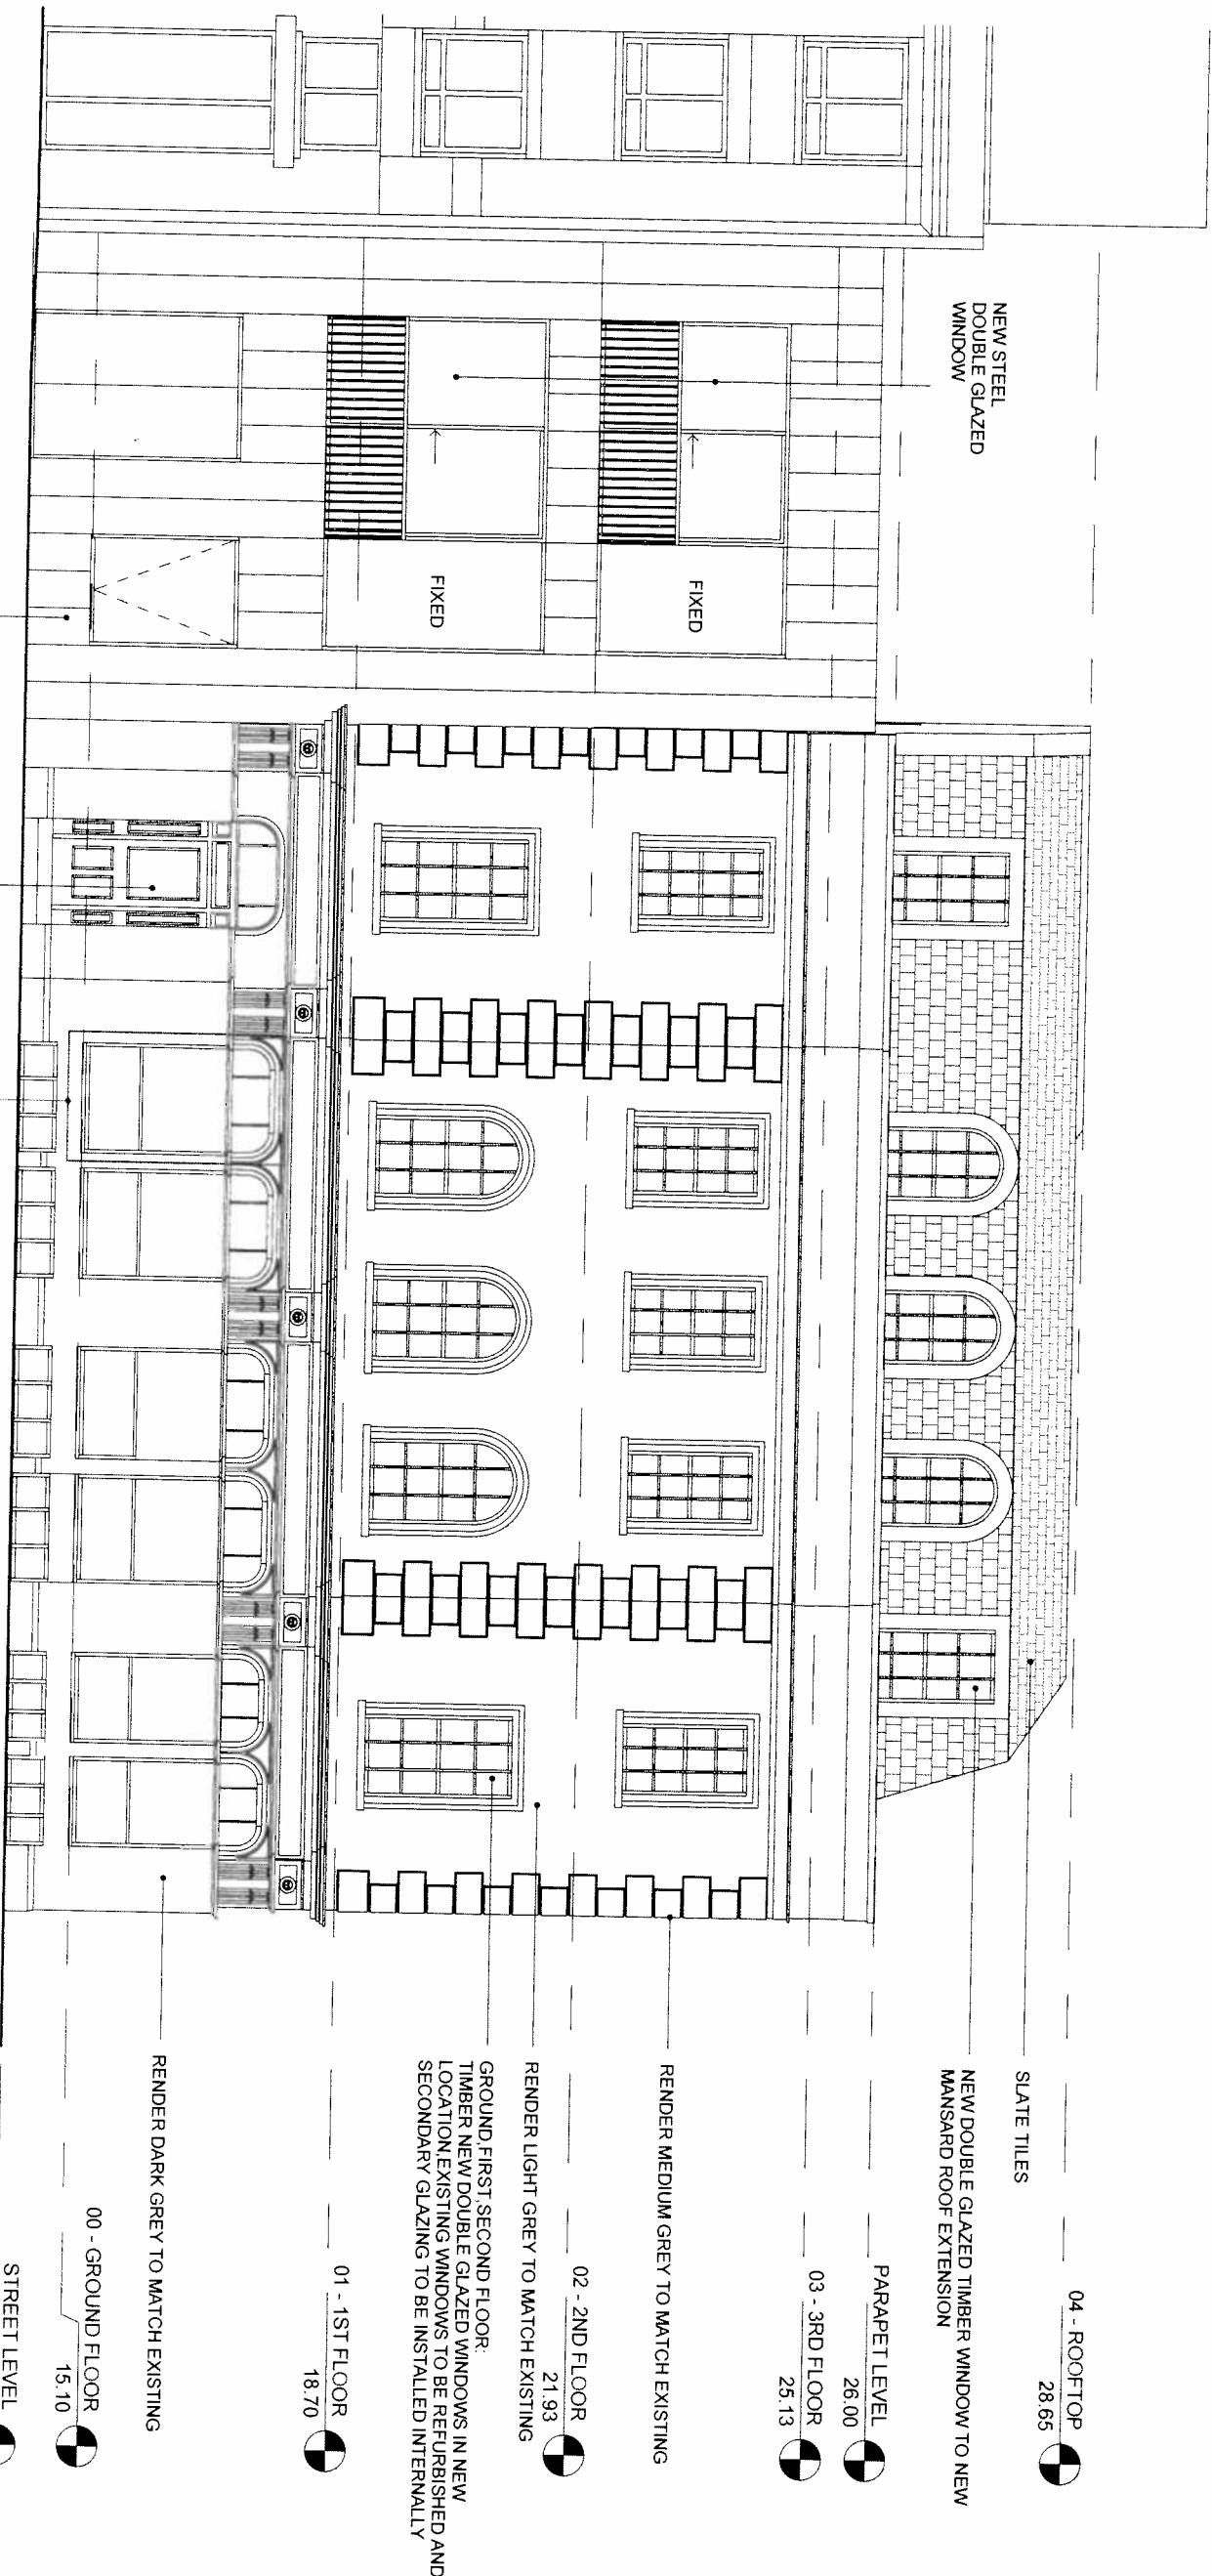 NEW STEEL
DOUBLE GLAZED
WINDOW
FIXED
FIXED
04 - ROOFTOP
28.65
SLATE TILES
NEW DOUBLE GLAZED TIMBER WINDOW TO NEW
MANSARD ROOF EXTENSION
PARAPET LEVEL
26.00
03 - 3RD FLOOR
25.13
RENDER MEDIUM GREY TO MATCH EXISTING
02 - 2ND FLOOR
21.93
RENDER LIGHT GREY TO MATCH EXISTING
GROUND,FIRST,SECOND FLOOR:
TIMBER NEW DOUBLE GLAZED WINDOWS IN NEW
LOCATION,EXISTING WINDOWS TO BE REFURBISHED AND
SECONDARY GLAZING TO BE INSTALLED INTERNALLY
01 - 1ST FLOOR
18.70
RENDER DARK GREY TO MATCH EXISTING
00 - GROUND FLOOR
15.10
STREET LEVEL